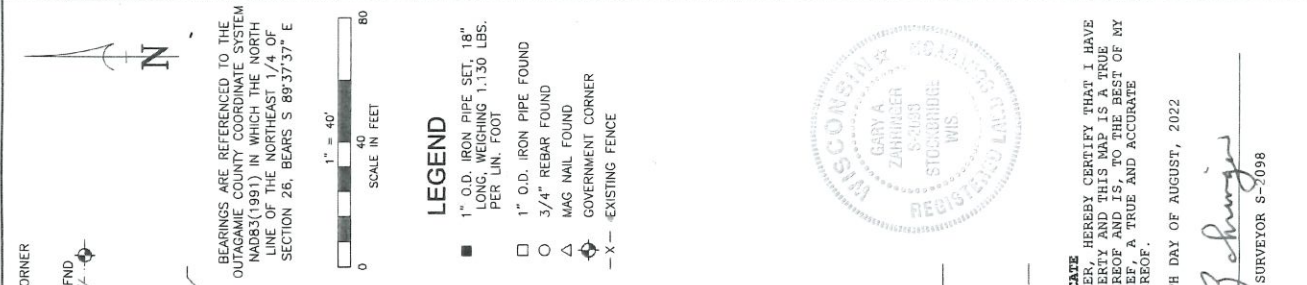 ORNER
FND
N
BEARINGS ARE REFERENCED TO THE
OUTAGAMIE COUNTY COORDINATE SYSTEM
NAD83(1991) IN WHICH THE NORTH
LINE OF THE NORTHEAST 1/4 OF
SECTION 26, BEARS S 89°37'37" E
1" = 40'
0 40 80
SCALE IN FEET
LEGEND
1" O.D. IRON PIPE SET, 18"
LONG, WEIGHING 1.130 LBS.
PER LIN. FOOT
1" O.D. IRON PIPE FOUND
3/4" REBAR FOUND
MAG NAIL FOUND
GOVERNMENT CORNER
— X — EXISTING FENCE
WISCONSIN
GARY A
ZAHRINGER
S-2098
STOCKBRIDGE
WIS
REGISTERED LAND
CATE
ER, HEREBY CERTIFY THAT I HAVE
ERTY AND THIS MAP IS A TRUE
REOF AND IS, TO THE BEST OF MY
EF, A TRUE AND ACCURATE
REOF.
H DAY OF AUGUST, 2022
SURVEYOR S-2098